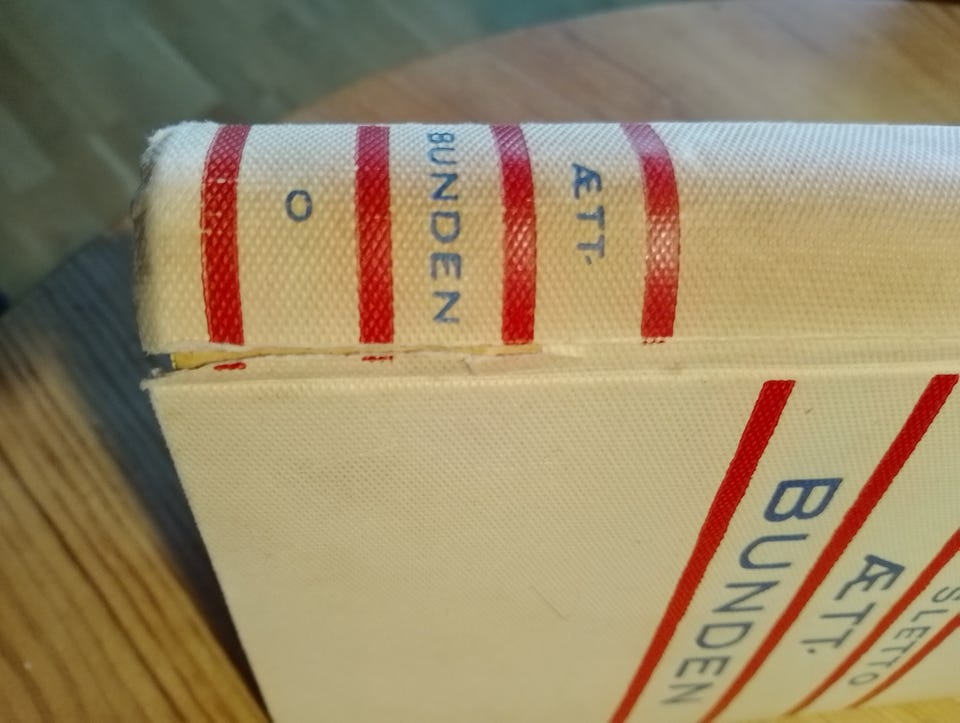 ÆTT-
BUNDEN
O
SLETTO
ÆTT-
BUNDEN